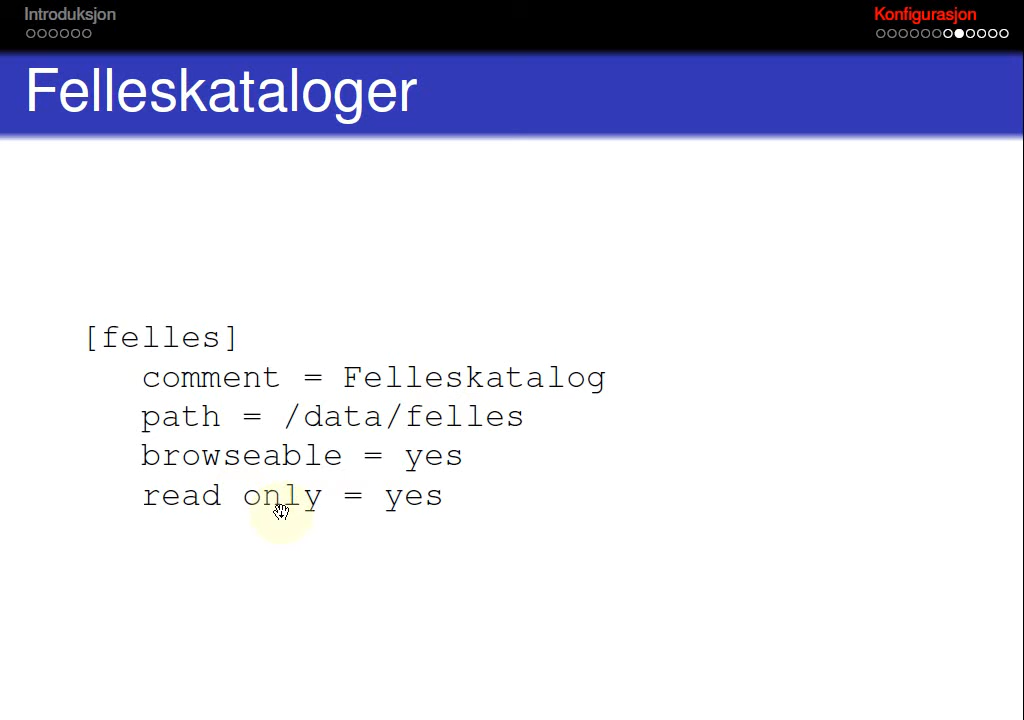 Introduksjon
Konfigurasjon
Felleskataloger
[felles]
comment = Felleskatalog
path = /data/felles
browseable = yes
read only = yes